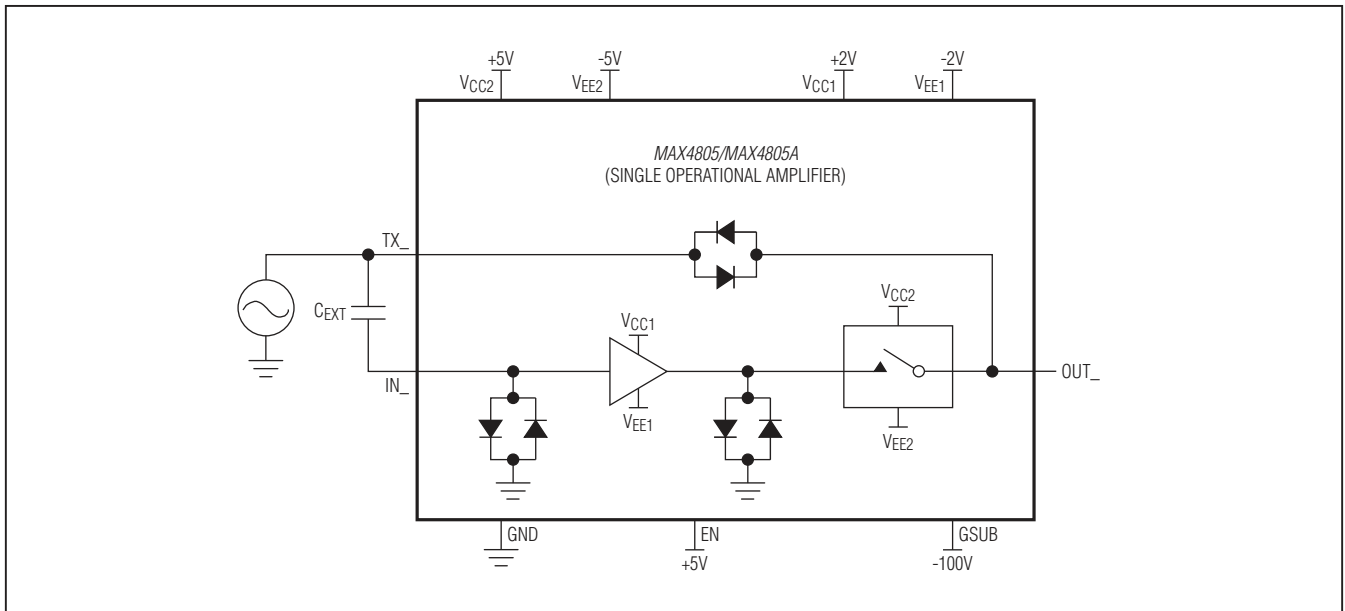 +5V -5V +2V -2V
VCC2 VEE2 VCC1 VEE1
MAX4805/MAX4805A
(SINGLE OPERATIONAL AMPLIFIER)
TX_
VCC2
CEXT
VCC1
IN_ OUT_
VEE1
VEE2
GND EN GSUB
+5V -100V